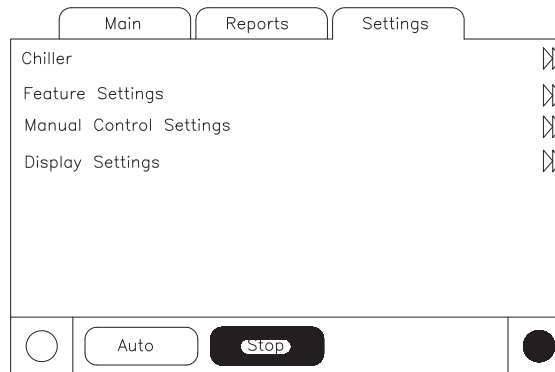 Main Reports Settings
Chiller
Feature Settings
Manual Control Settings
Display Settings
Auto Stop